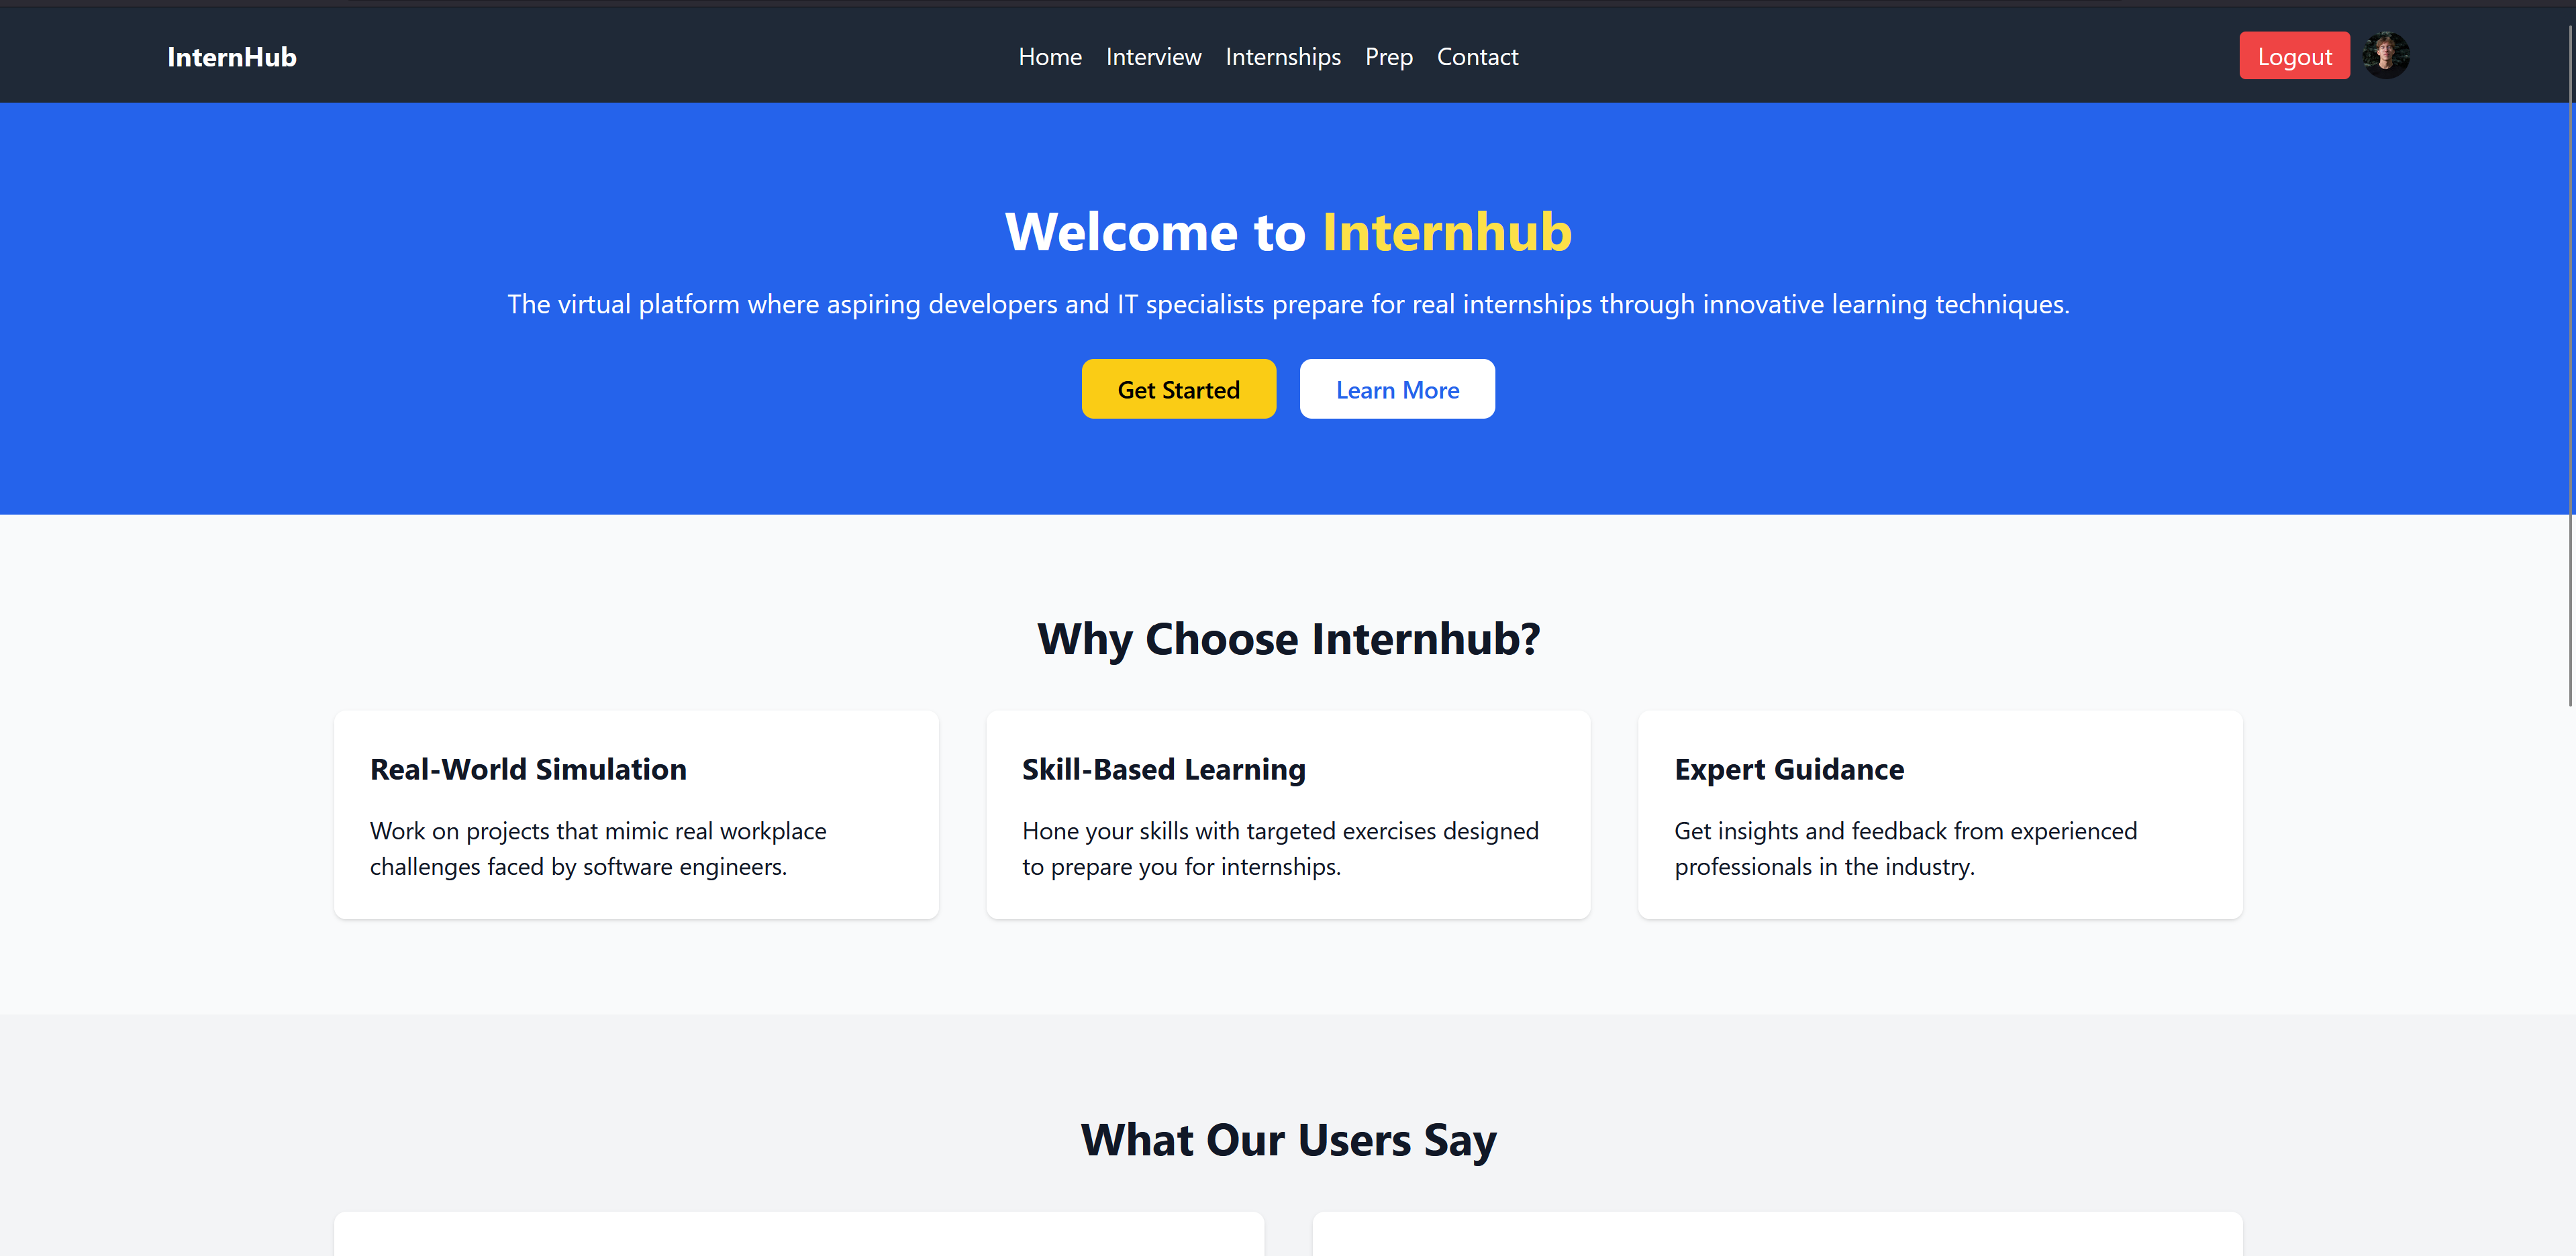 InternHub
Home Interview Internships Prep Contact
Logout
Welcome to Internhub
The virtual platform where aspiring developers and IT specialists prepare for real internships through innovative learning techniques.
Get Started
Learn More
Why Choose Internhub?
Real-World Simulation
Work on projects that mimic real workplace
challenges faced by software engineers.
Skill-Based Learning
Hone your skills with targeted exercises designed
to prepare you for internships.
Expert Guidance
Get insights and feedback from experienced
professionals in the industry.
What Our Users Say